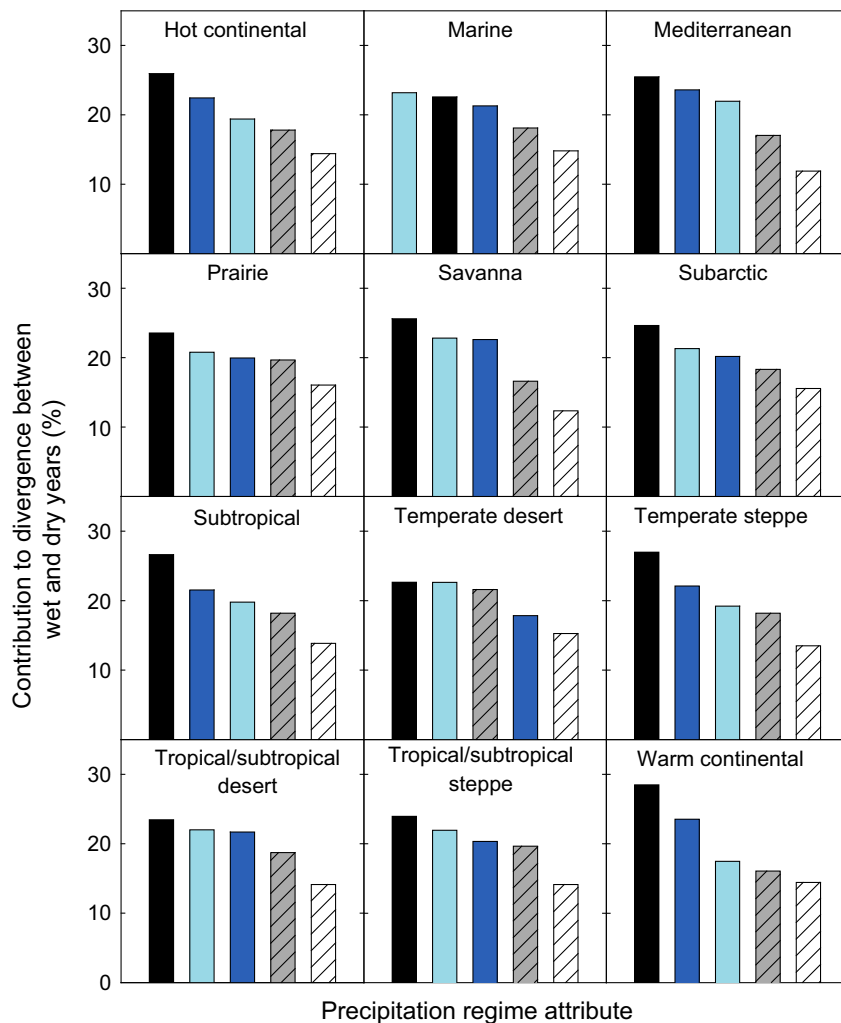 Hot continental
Marine
Mediterranean
30
20
10
Prairie
Savanna
Subarctic
30
20
10
Contribution to divergence between
wet and dry years (%)
Subtropical
Temperate desert
Temperate steppe
30
20
10
Tropical/subtropical
desert
Tropical/subtropical
steppe
Warm continental
30
20
10
0
Precipitation regime attribute